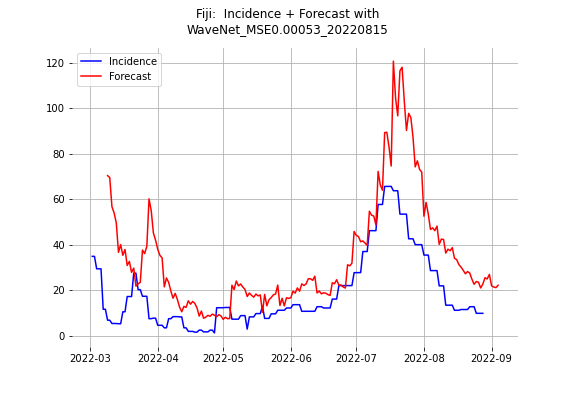 Fiji:  Incidence + Forecast with
WaveNet_MSE0.00053_20220815
Incidence
Forecast
120
100
80
60
40
20
0
2022-03 2022-04 2022-05 2022-06 2022-07 2022-08 2022-09